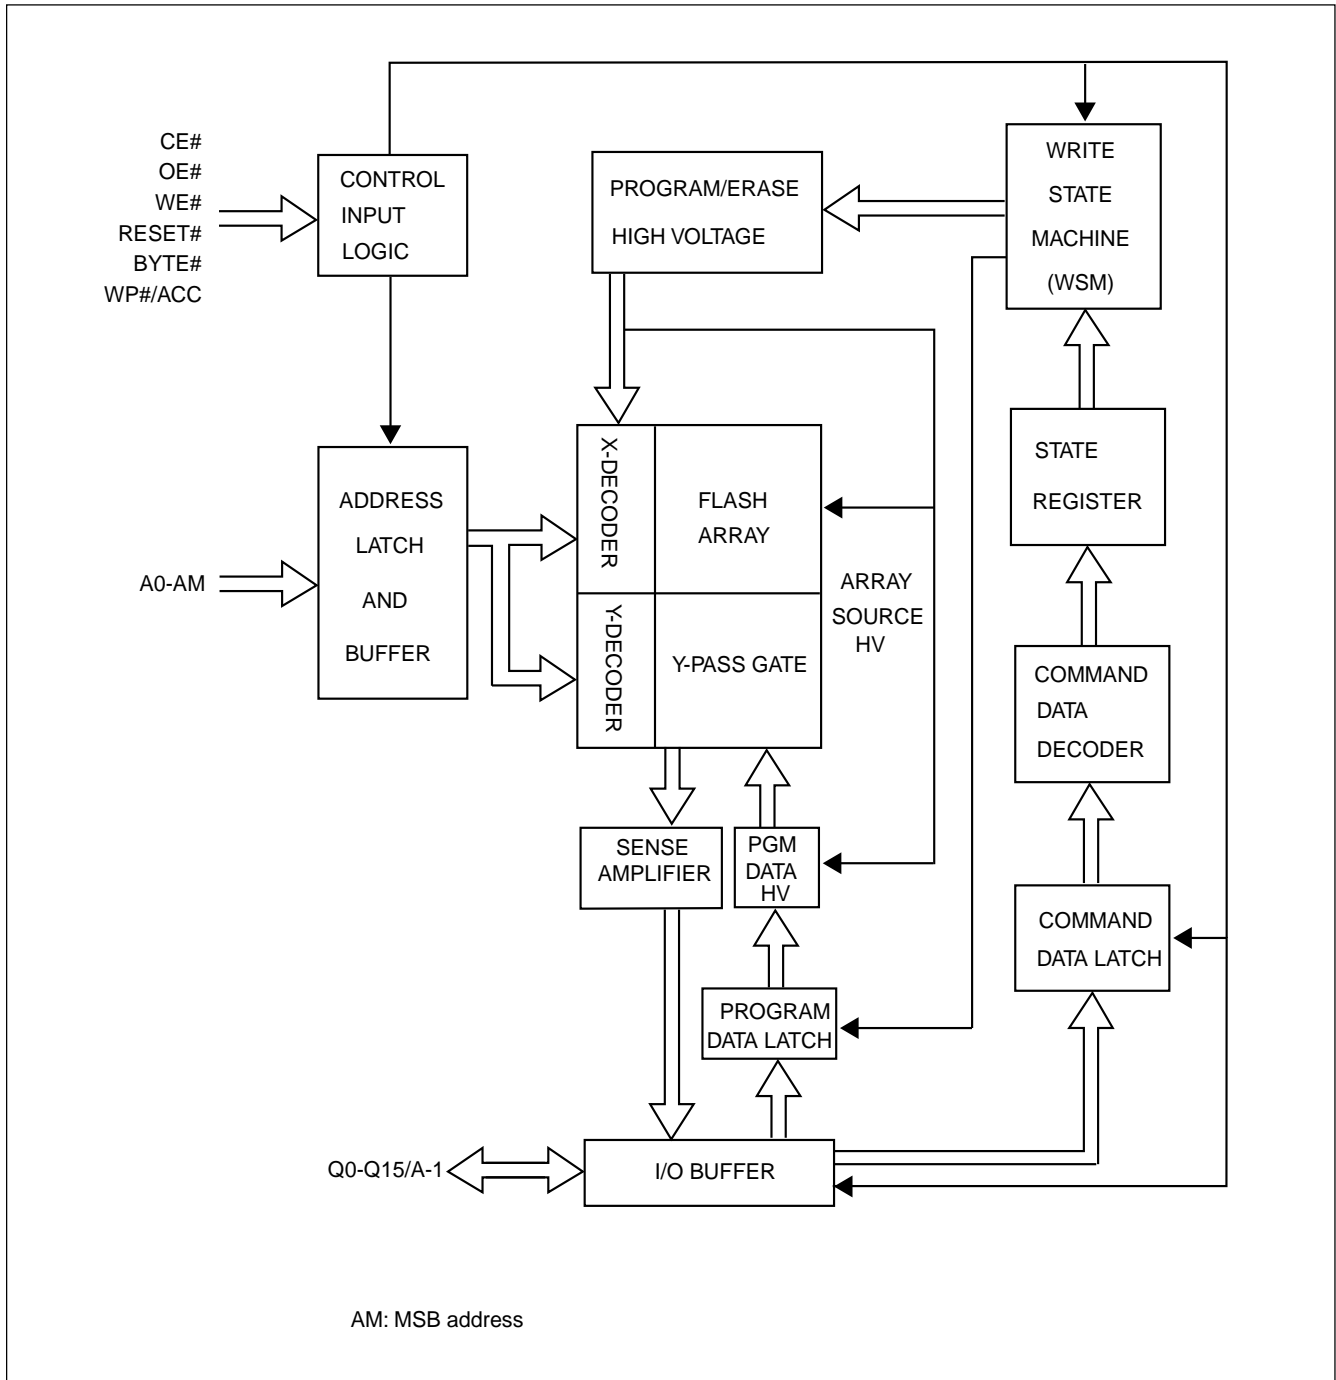 CE#
OE#
WE#
RESET#
BYTE#
WP#/ACC
CONTROL
INPUT
LOGIC
PROGRAM/ERASE
HIGH VOLTAGE
WRITE
STATE
MACHINE
(WSM)
A0-AM
ADDRESS
LATCH
AND
BUFFER
X-DECODER
FLASH
ARRAY
Y-DECODER
Y-PASS GATE
ARRAY
SOURCE
HV
STATE
REGISTER
COMMAND
DATA
DECODER
SENSE
AMPLIFIER
PGM
DATA
HV
COMMAND
DATA LATCH
PROGRAM
DATA LATCH
Q0-Q15/A-1
I/O BUFFER
AM: MSB address